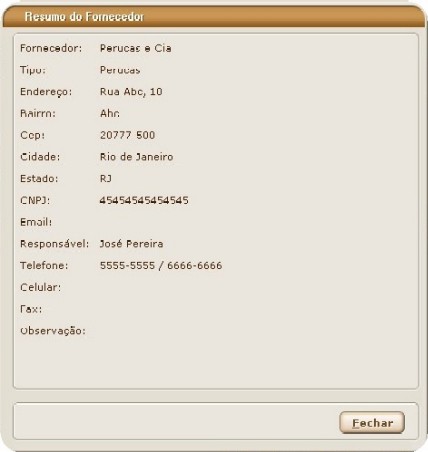 Resumo do Fornecedor
Fornecedor: Perucas e Cia
Tipo: Perucas
Endereço: Rua Abc, 10
Bairro: Abc
Cep: 20777-500
Cidade: Rio de Janeiro
Estado: RJ
CNPJ: 45454545454545
Email:
Responsável: José Pereira
Telefone: 5555-5555 / 6666-6666
Celular:
Fax:
Observação:
Fechar